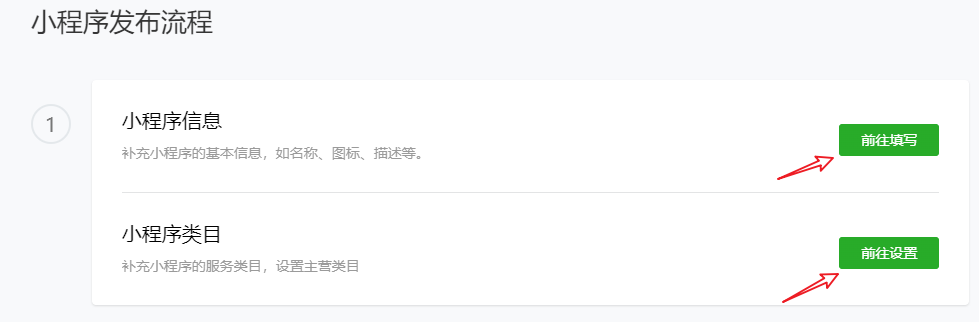 小程序发布流程
1
小程序信息
补充小程序的基本信息，如名称、图标、描述等。
前往填写
小程序类目
补充小程序的服务类目，设置主营类目
前往设置